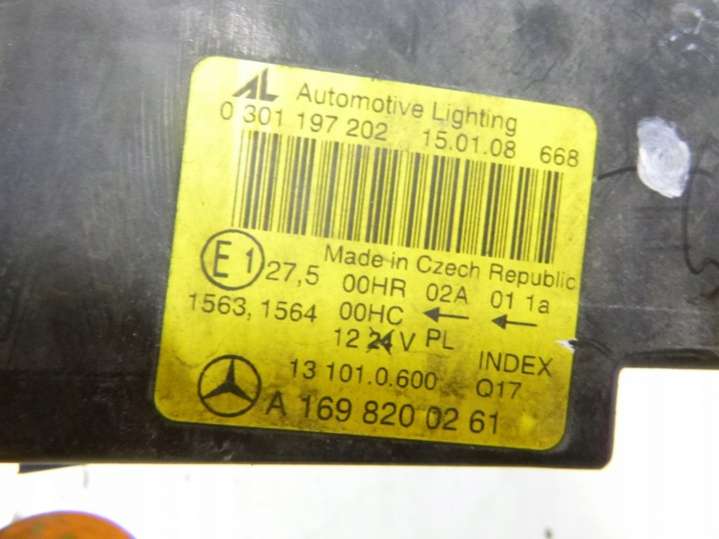 AL Automotive Lighting
0 301 197 202 15.01.08 668
Made in Czech Republic
E1 27,5 00HR 02A 01 1a
1563, 1564 00HC ← ←
12 24 V PL
13 101.0.600 INDEX Q17
A 169 820 02 61